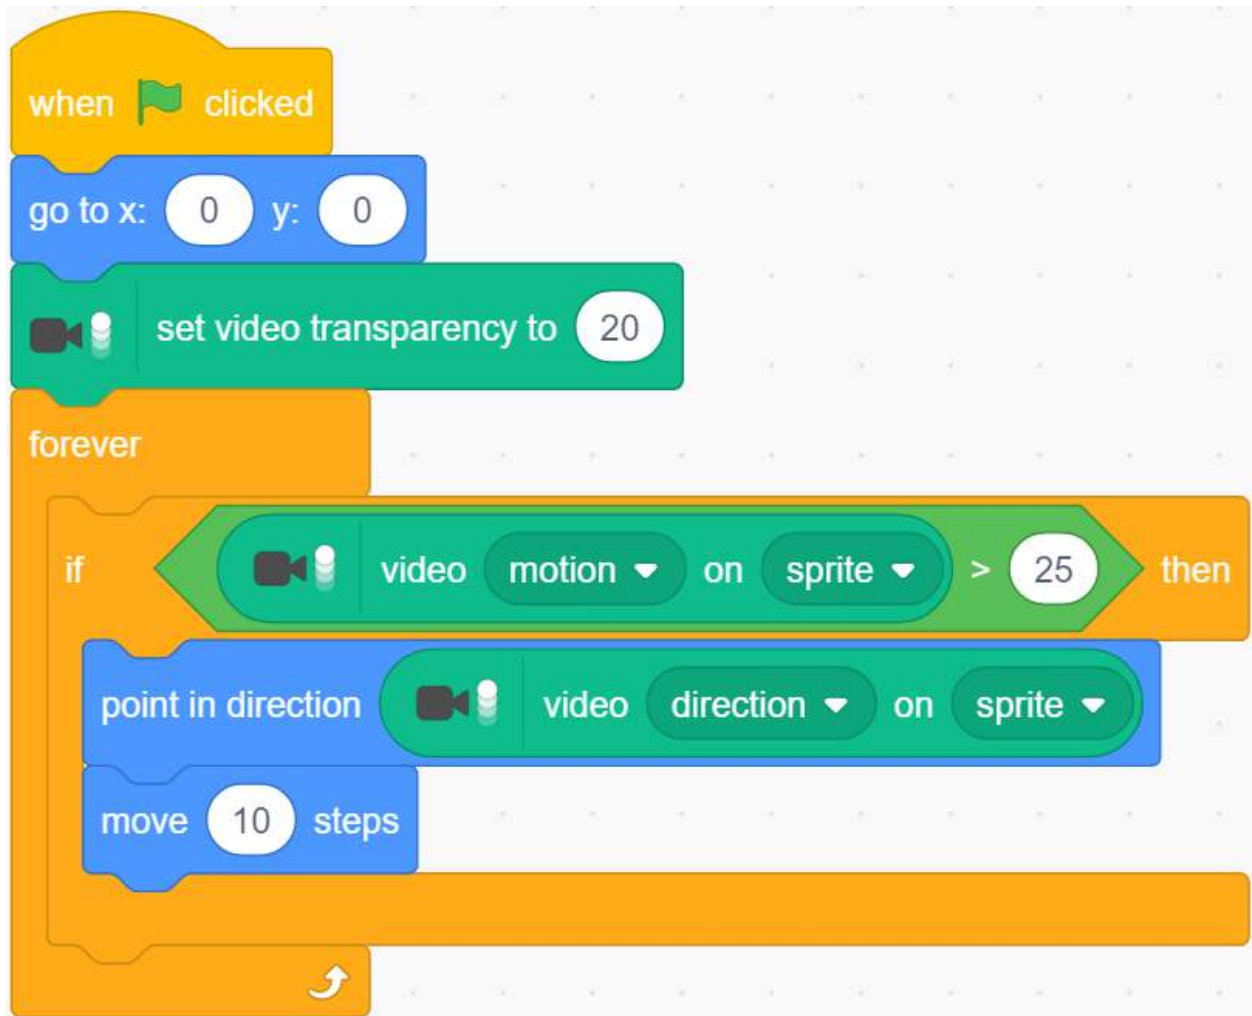 when clicked
go to x: 0 y: 0
set video transparency to 20
forever
if video motion on sprite > 25 then
point in direction video direction on sprite
move 10 steps